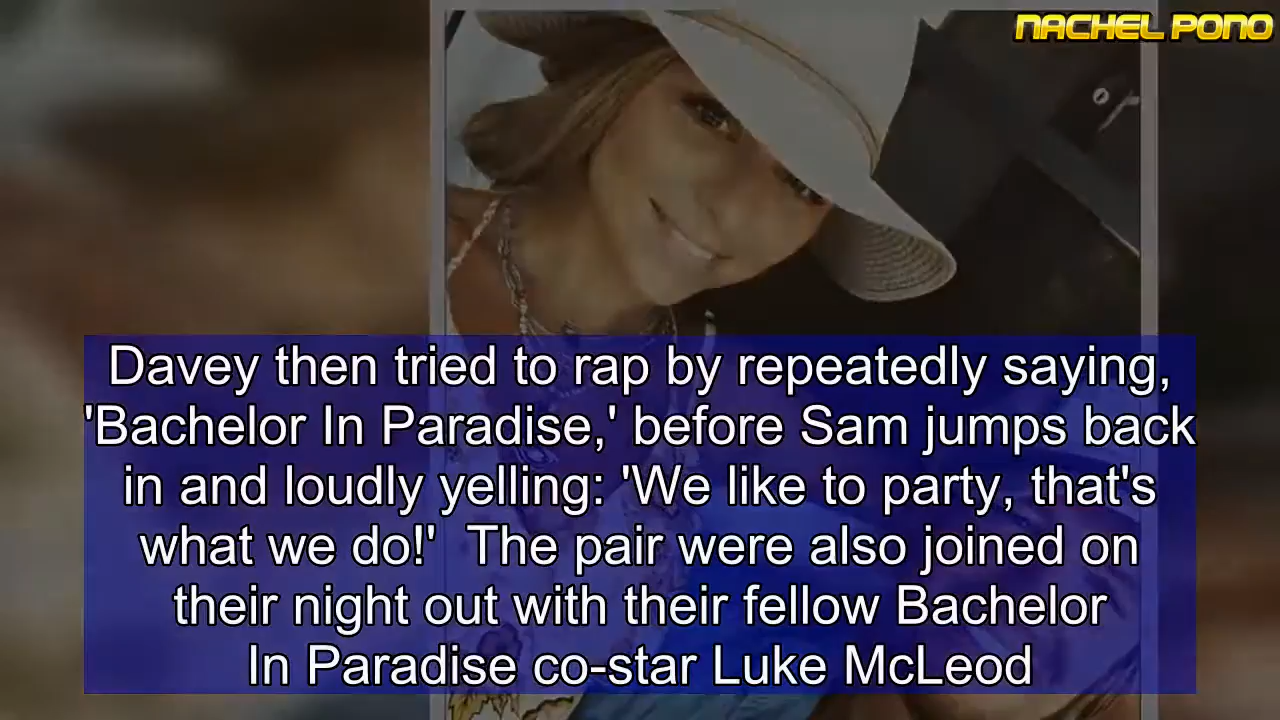 NACHEL PONO
Davey then tried to rap by repeatedly saying,
'Bachelor In Paradise,' before Sam jumps back
in and loudly yelling: 'We like to party, that's
what we do!'  The pair were also joined on
their night out with their fellow Bachelor
In Paradise co-star Luke McLeod